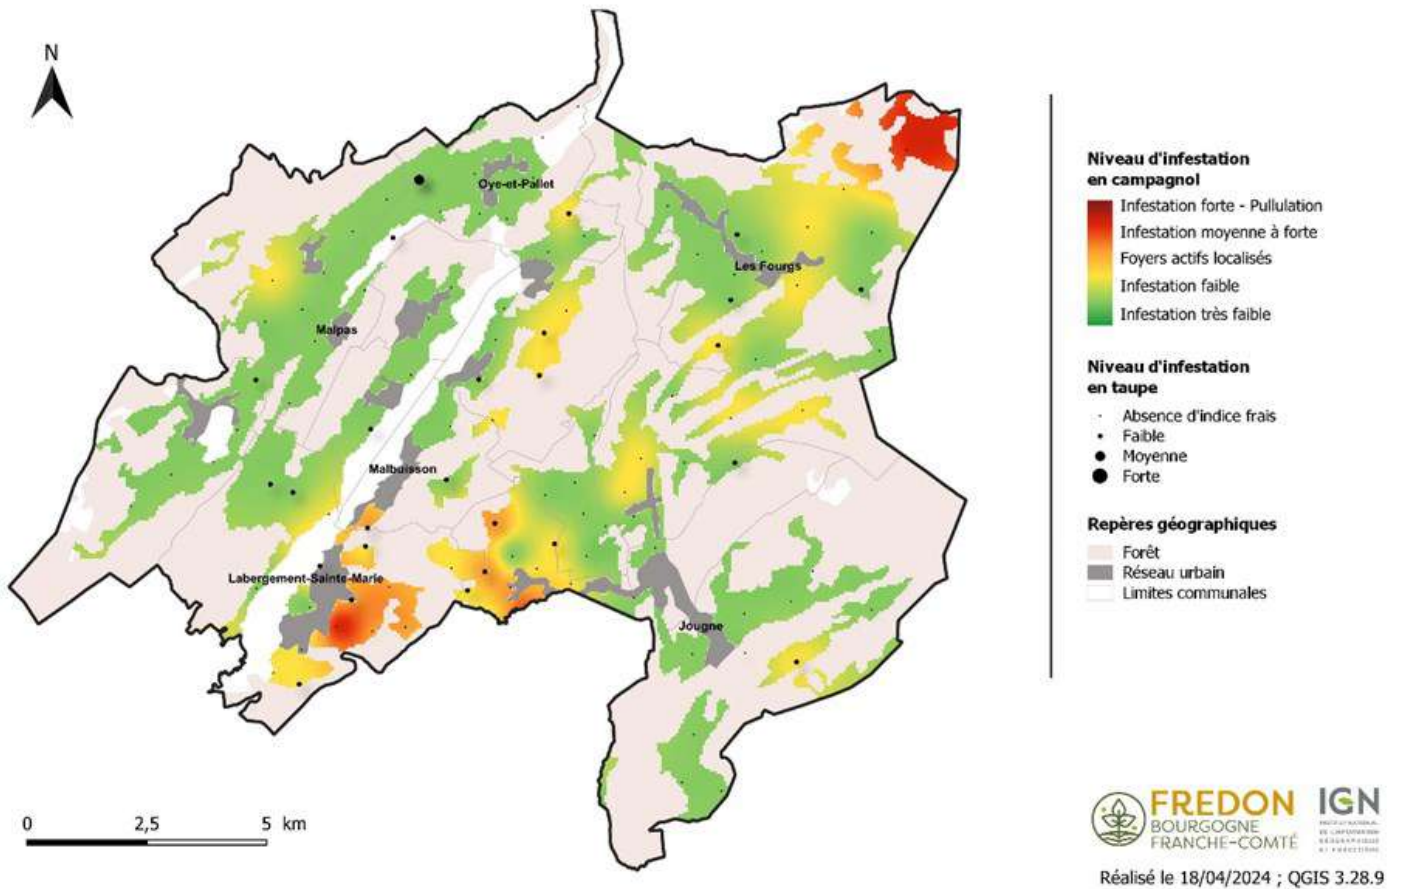 N
Oye-et-Pallet
Les Fourgs
Malpas
Malbuisson
Labergement-Sainte-Marie
Jougne
0 2,5 5 km
Niveau d'infestation
en campagnol
Infestation forte - Pullulation
Infestation moyenne à forte
Foyers actifs localisés
Infestation faible
Infestation très faible
Niveau d'infestation
en taupe
Absence d'indice frais
Faible
Moyenne
Forte
Repères géographiques
Forêt
Réseau urbain
Limites communales
FREDON
BOURGOGNE
FRANCHE-COMTÉ
IGN
Réalisé le 18/04/2024 ; QGIS 3.28.9